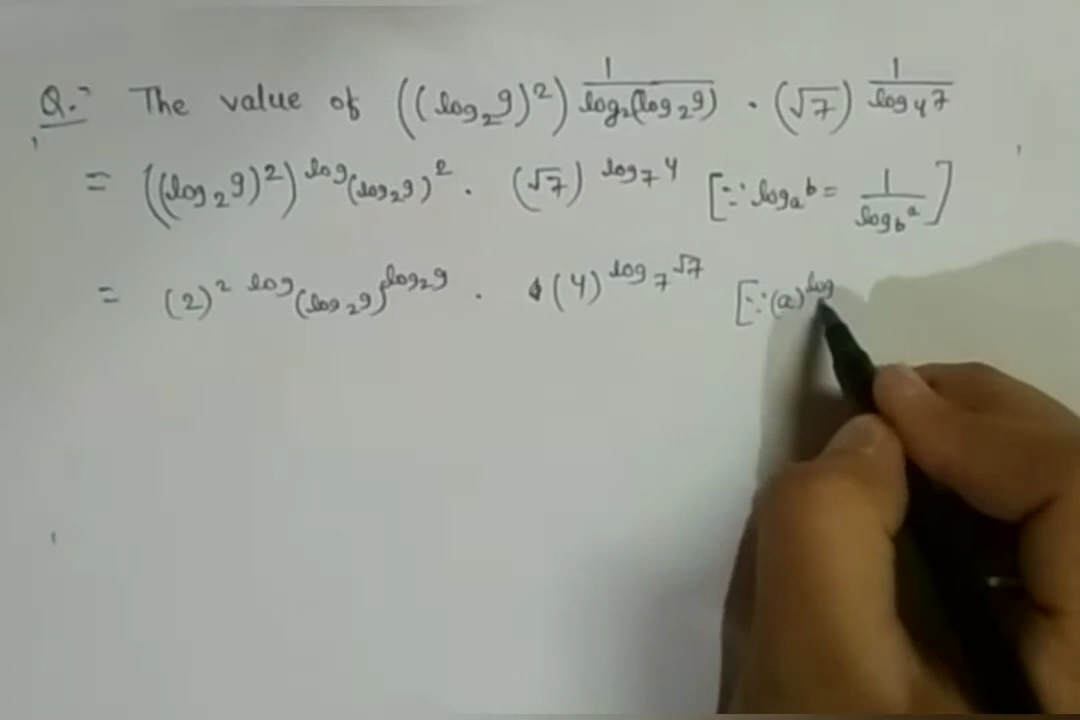 Q.- The value of ((log₂9)²)^(1/log₂(log₂9)) . (√7)^(1/log₄7)
= ((log₂9)²)^(log_(log₂9) 2) . (√7)^(log₇4) [∵ log_a b = 1/log_b a]
= (2)^(2 log_(log₂9) log₂9) . (4)^(log₇√7) [∵ (a)^log